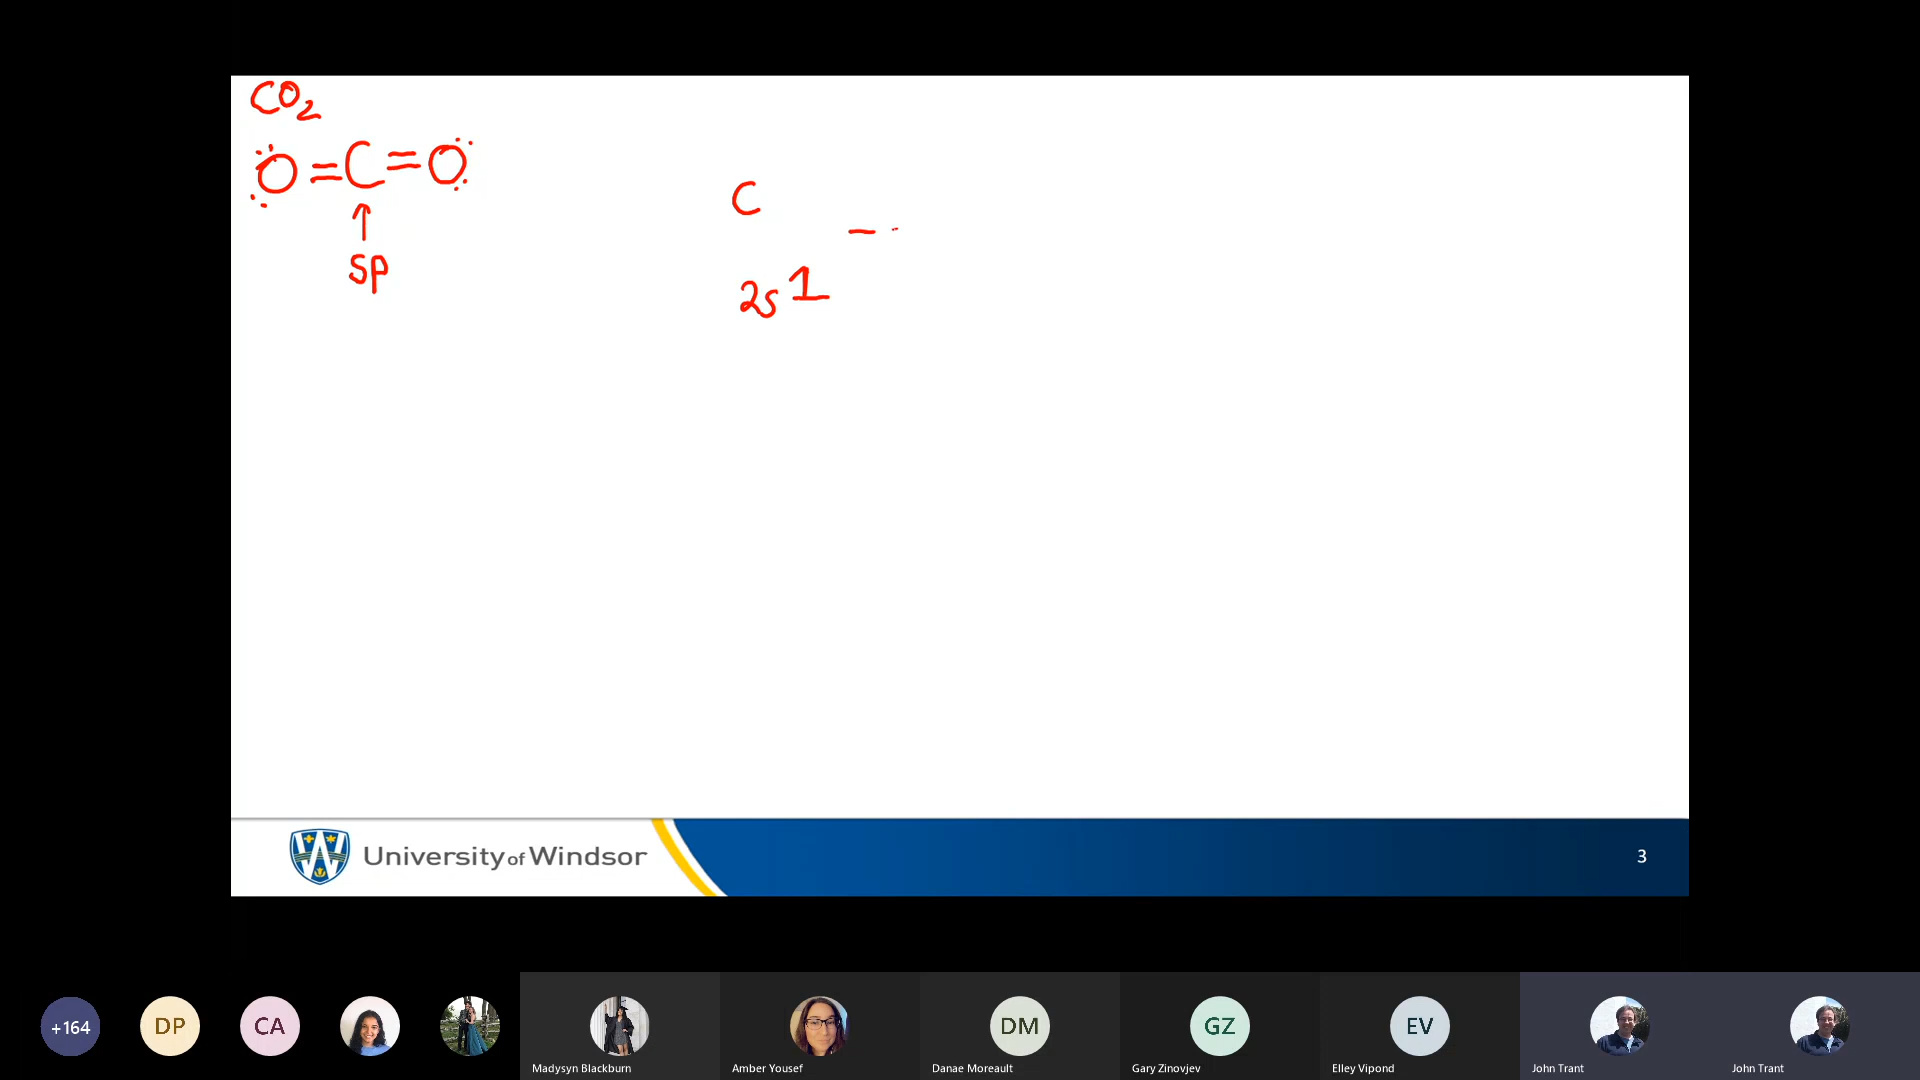 CO2
:Ö=C=Ö:
↑
sp
C
– -
2s 1
University of Windsor
3
+164
DP
CA
DM
GZ
EV
Madysyn Blackburn
Amber Yousef
Danae Moreault
Gary Zinovjev
Elley Vipond
John Trant
John Trant